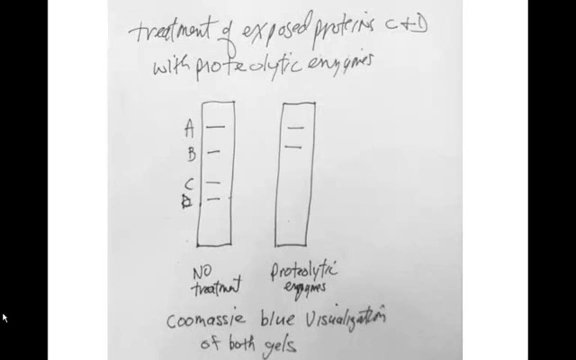 treatment of exposed proteins C & D
with proteolytic enzymes
A
B
C
D
NO
treatment
Proteolytic
enzymes
Coomassie blue Visualization
of both gels